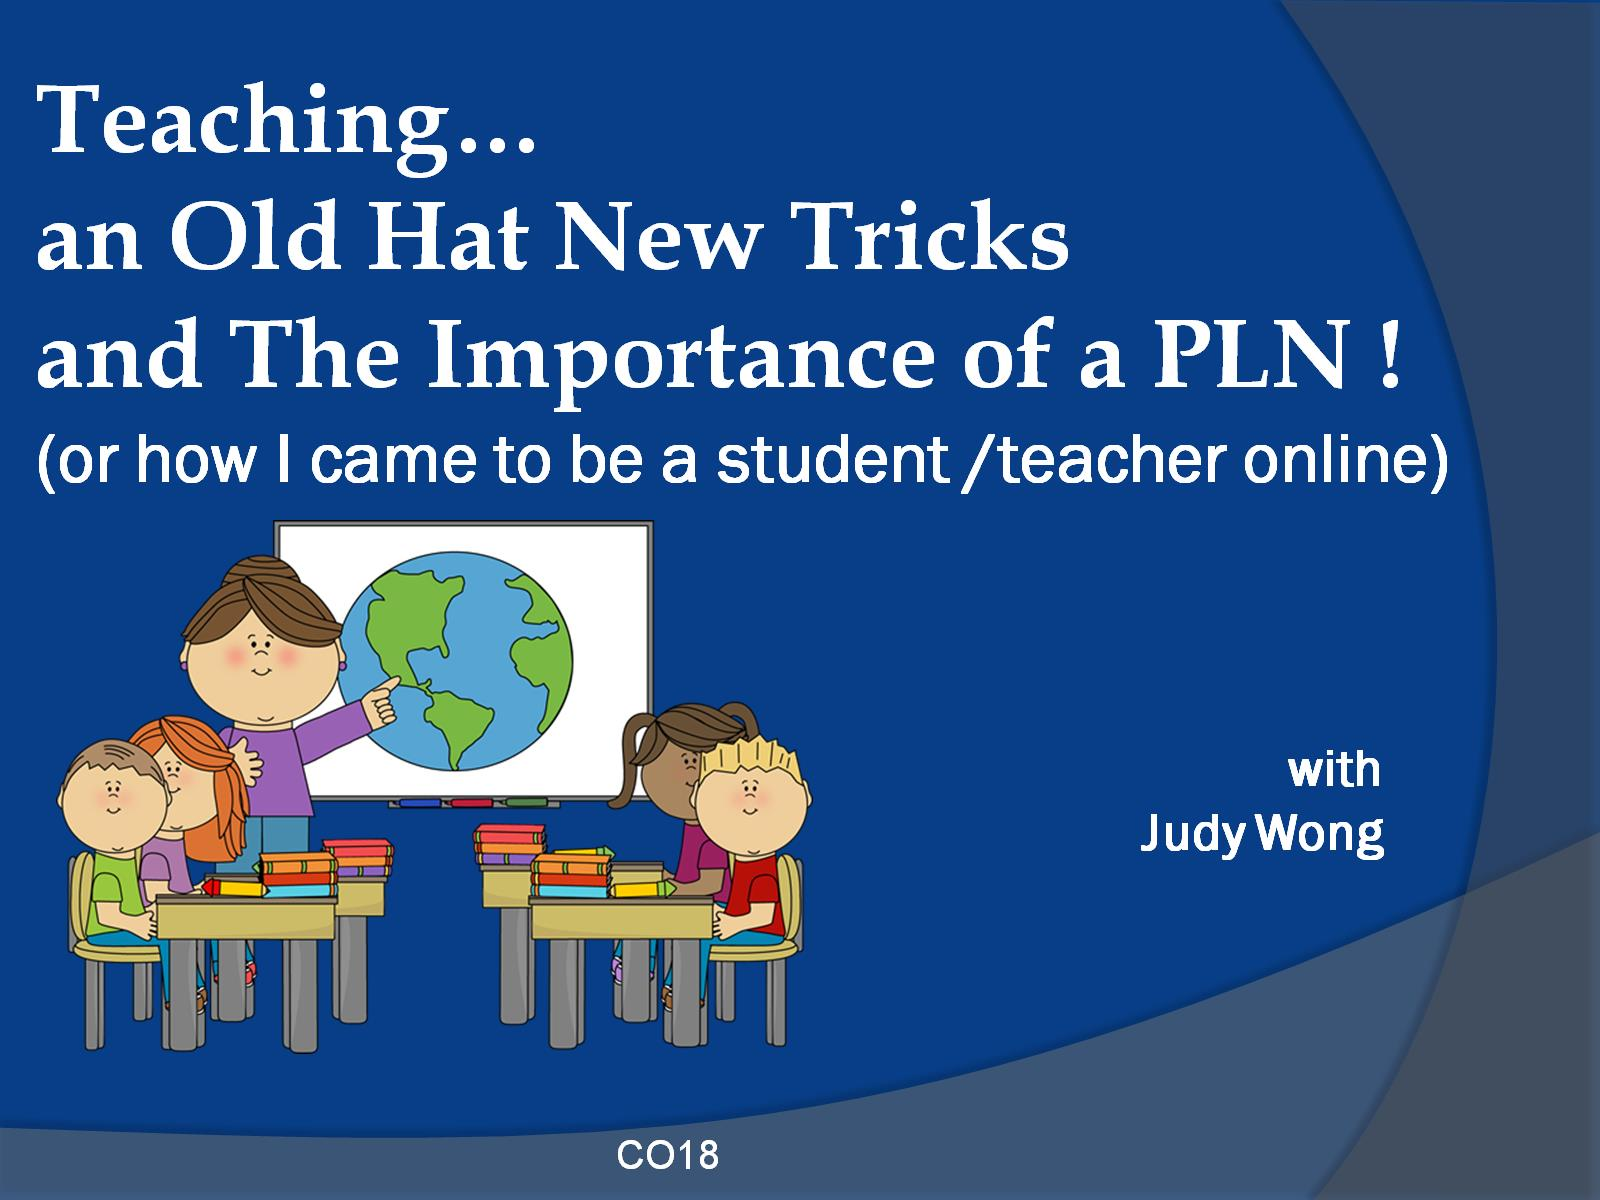 Teaching…
an Old Hat New Tricks
and The Importance of a PLN !
(or how I came to be a student /teacher online)
with
Judy Wong
CO18